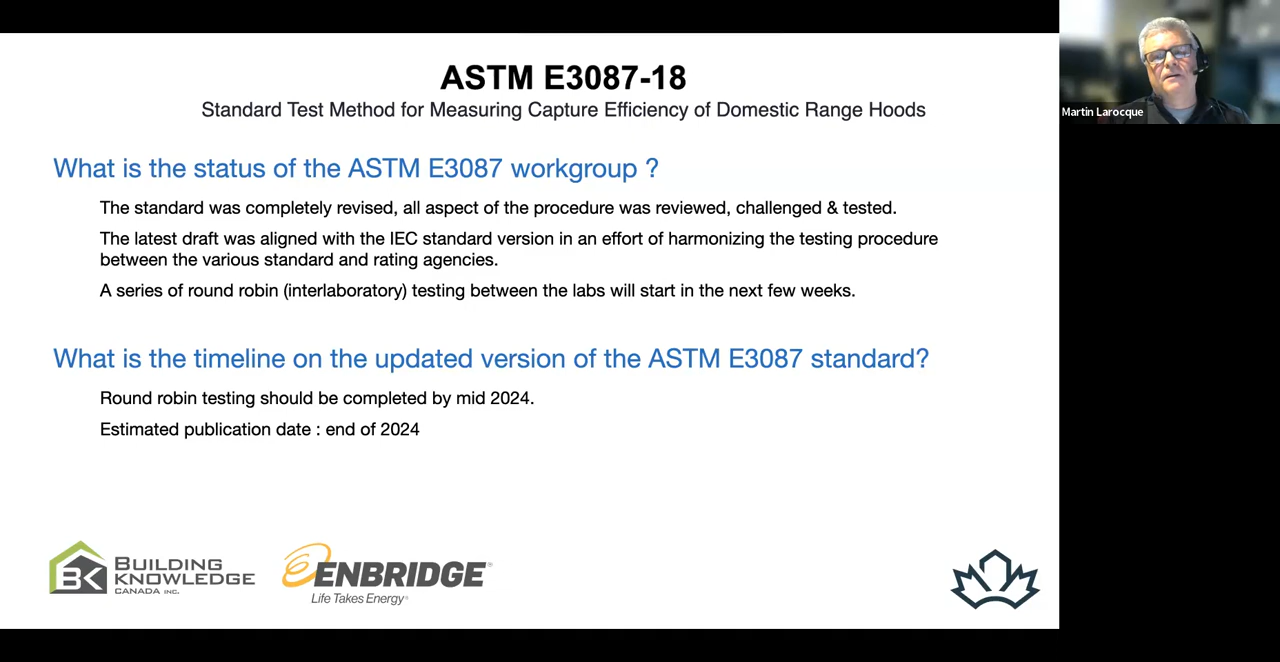 ASTM E3087-18
Standard Test Method for Measuring Capture Efficiency of Domestic Range Hoods
Martin Larocque
What is the status of the ASTM E3087 workgroup ?
The standard was completely revised, all aspect of the procedure was reviewed, challenged & tested.
The latest draft was aligned with the IEC standard version in an effort of harmonizing the testing procedure
between the various standard and rating agencies.
A series of round robin (interlaboratory) testing between the labs will start in the next few weeks.
What is the timeline on the updated version of the ASTM E3087 standard?
Round robin testing should be completed by mid 2024.
Estimated publication date : end of 2024
BK
BUILDING
KNOWLEDGE
CANADA INC.
ENBRIDGE®
Life Takes Energy®